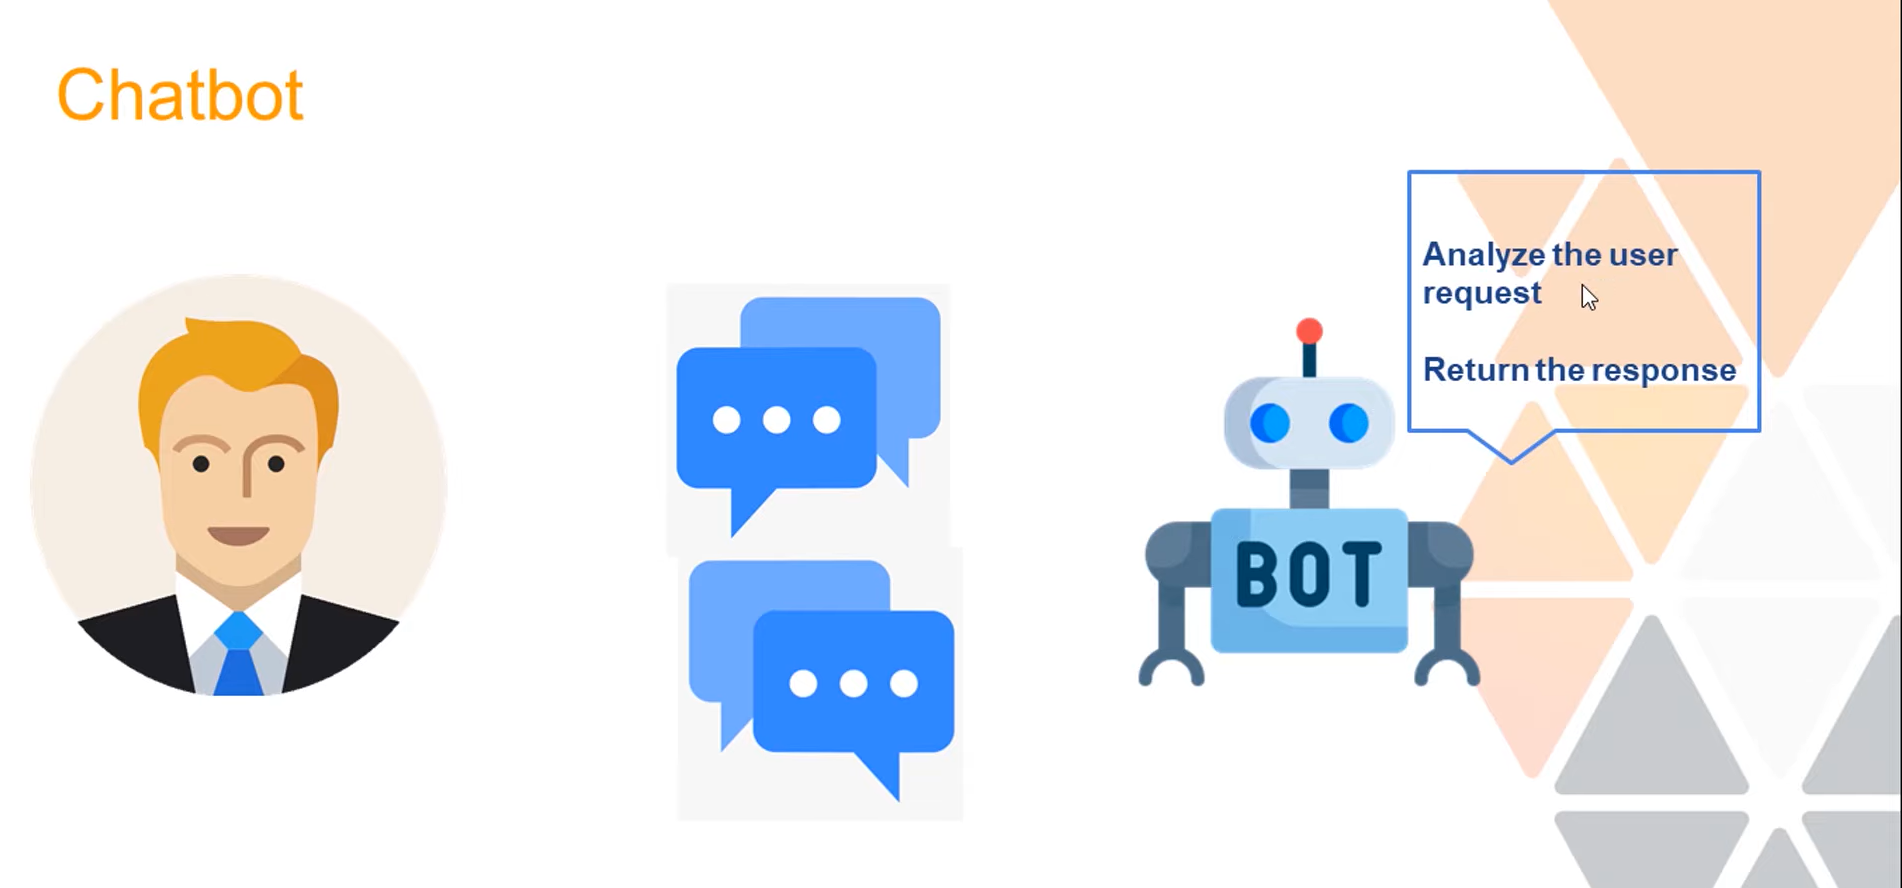 Chatbot
Analyze the user
request
Return the response
BOT